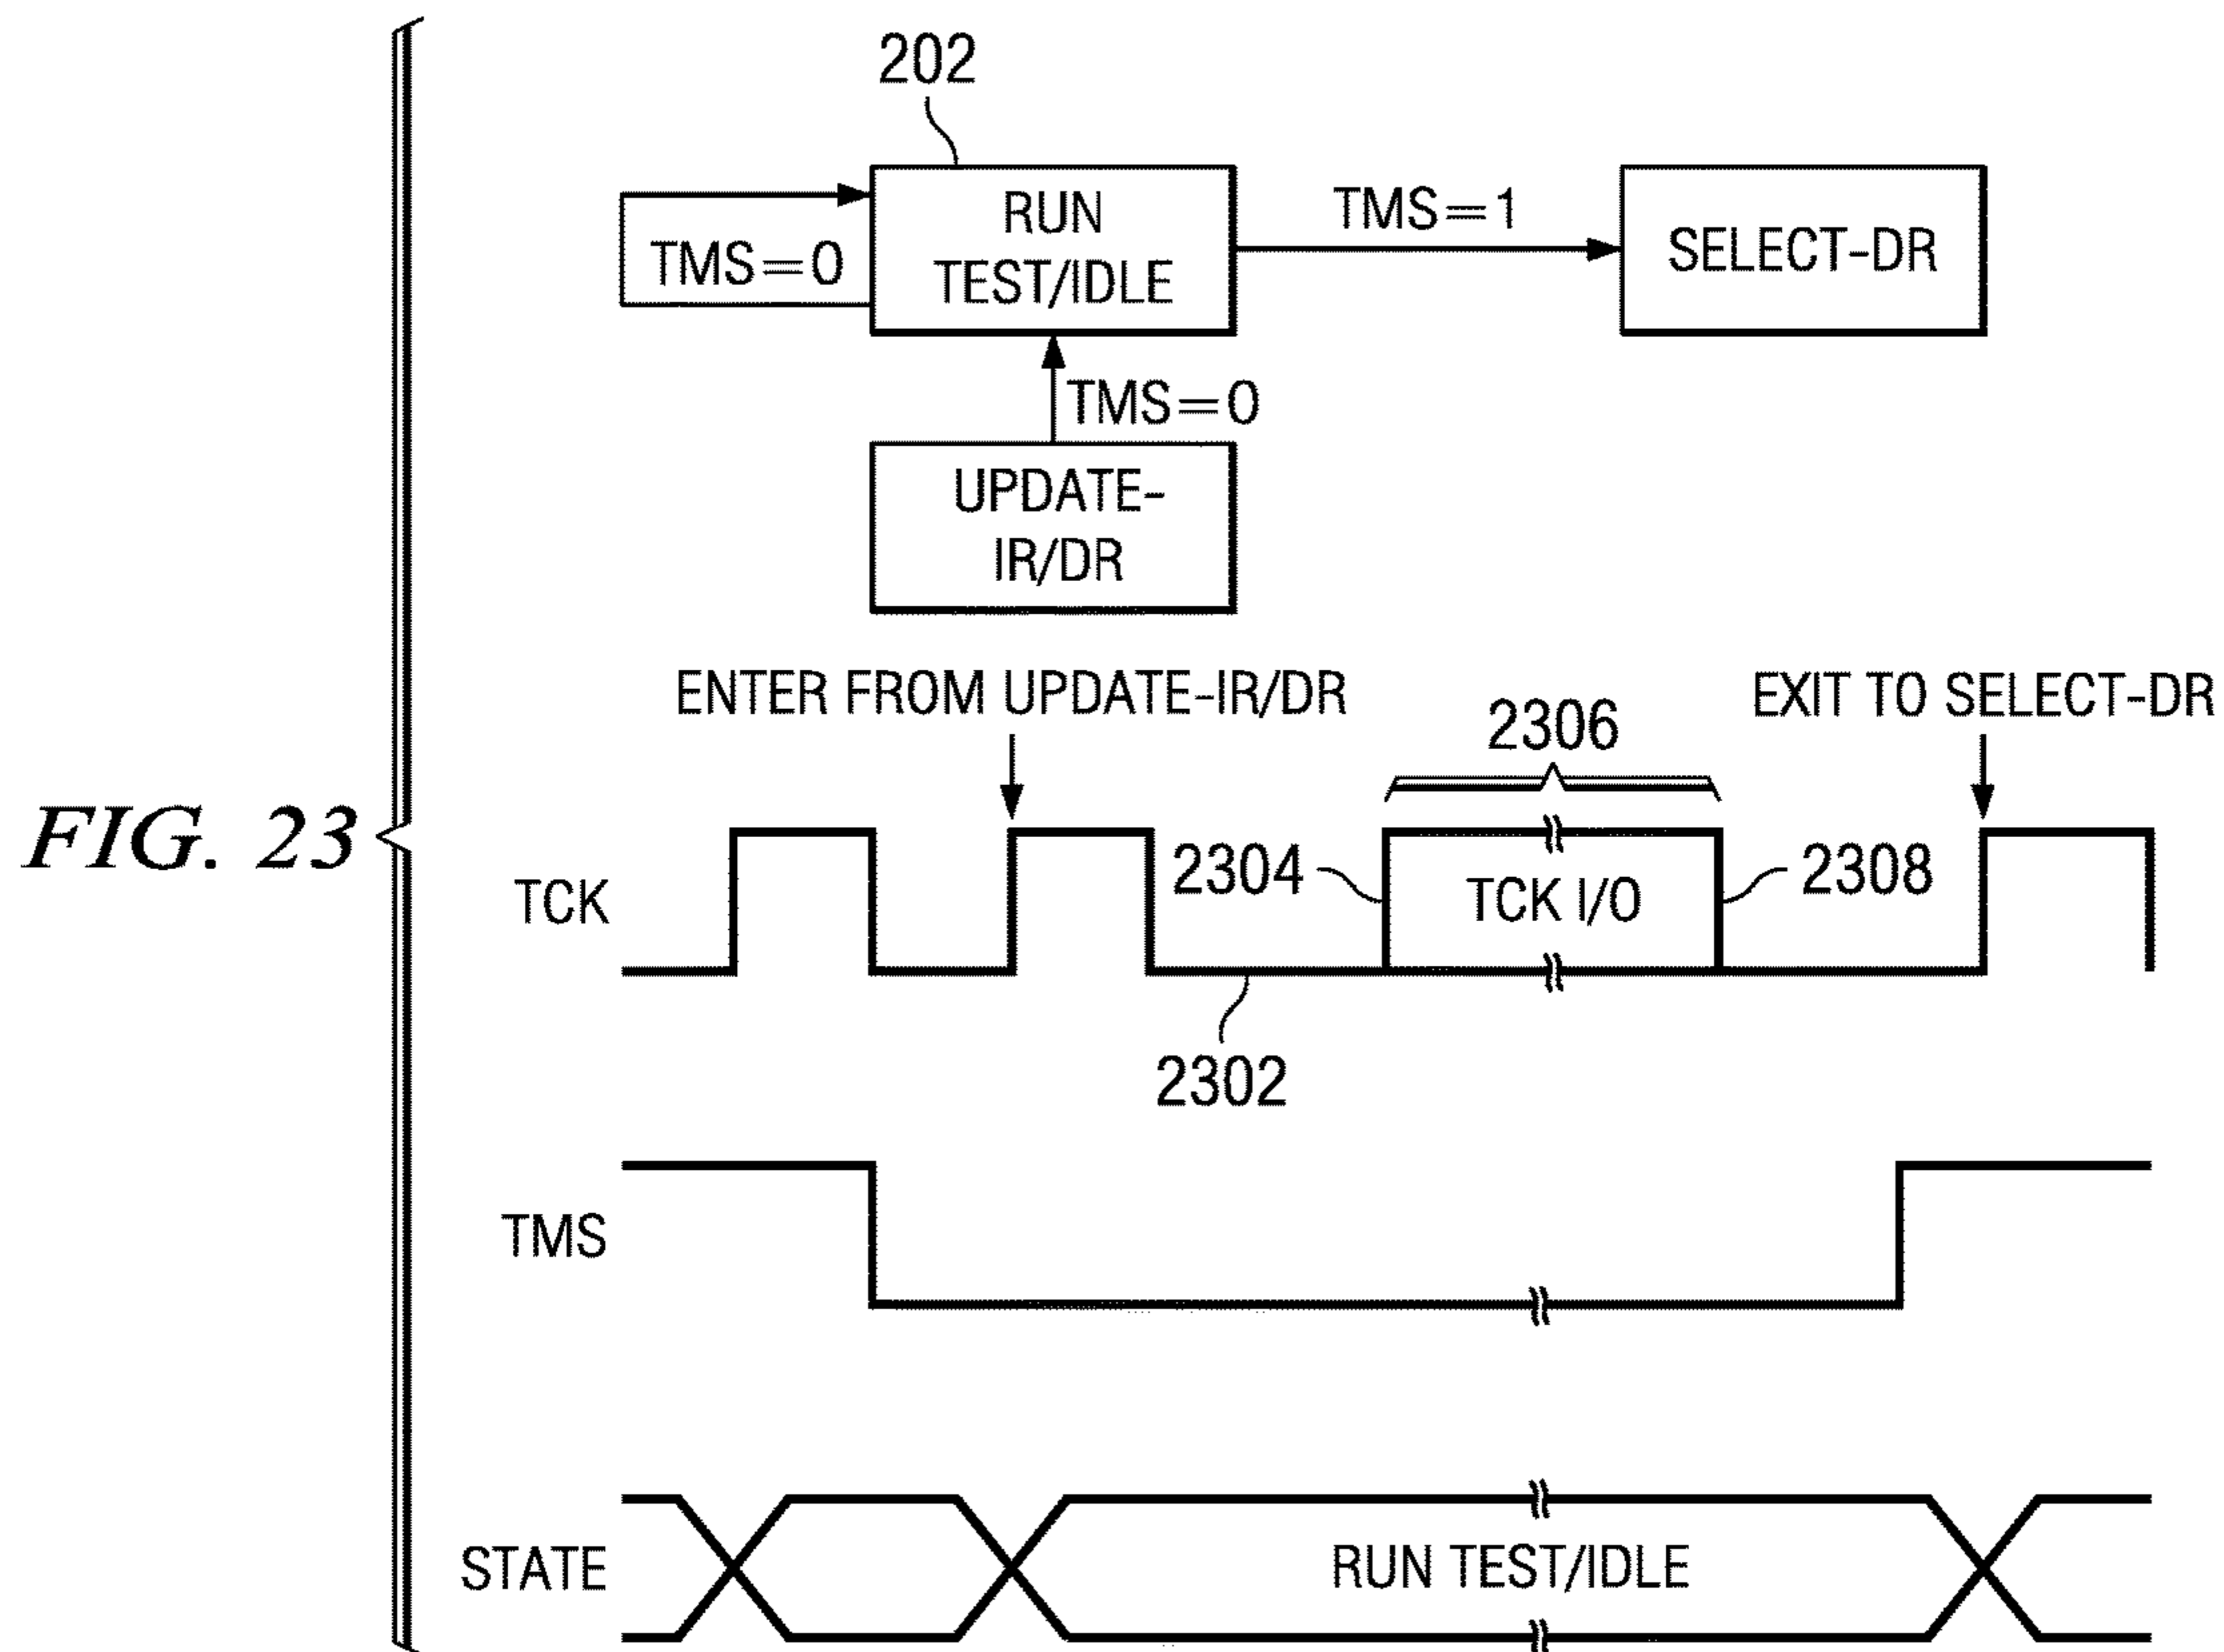 202
RUN
TEST/IDLE
TMS=0
TMS=1
SELECT-DR
TMS=0
UPDATE-
IR/DR
ENTER FROM UPDATE-IR/DR
2306
EXIT TO SELECT-DR
FIG. 23
TCK
2304
TCK I/O
2308
2302
TMS
STATE
RUN TEST/IDLE